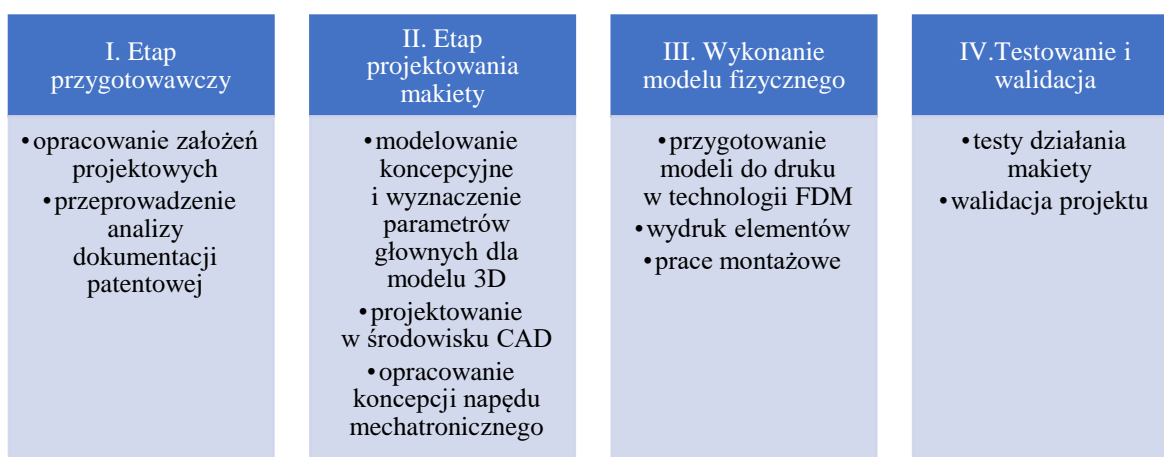 I. Etap
przygotowawczy
•opracowanie założeń
projektowych
•przeprowadzenie
analizy
dokumentacji
patentowej
II. Etap
projektowania
makiety
•modelowanie
koncepcyjne
i wyznaczenie
parametrów
głownych dla
modelu 3D
•projektowanie
w środowisku CAD
•opracowanie
koncepcji napędu
mechatronicznego
III. Wykonanie
modelu fizycznego
•przygotowanie
modeli do druku
w technologii FDM
•wydruk elementów
•prace montażowe
IV.Testowanie i
walidacja
•testy działania
makiety
•walidacja projektu